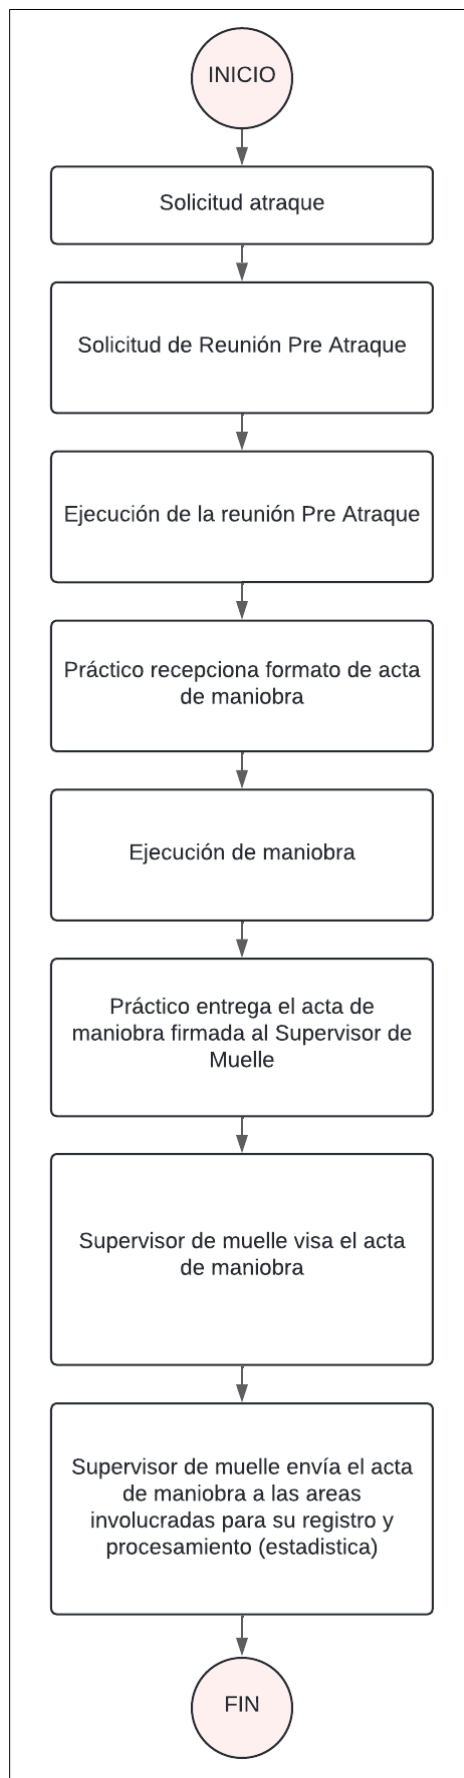 INICIO
Solicitud atraque
Solicitud de Reunión Pre Atraque
Ejecución de la reunión Pre Atraque
Práctico recepciona formato de acta
de maniobra
Ejecución de maniobra
Práctico entrega el acta de
maniobra firmada al Supervisor de
Muelle
Supervisor de muelle visa el acta
de maniobra
Supervisor de muelle envía el acta
de maniobra a las areas
involucradas para su registro y
procesamiento (estadistica)
FIN